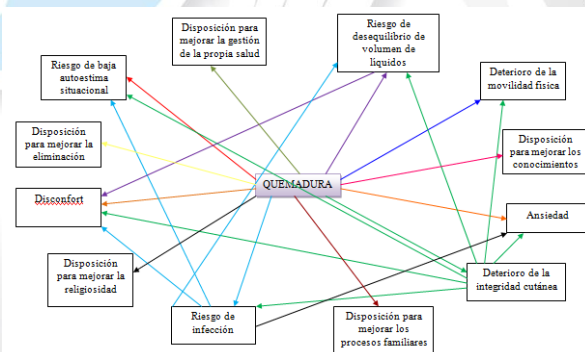 Disposición para
mejorar la gestión
de la propia salud
Riesgo de
desequilibrio de
volumen de
líquidos
Riesgo de baja
autoestima
situacional
Deterioro de la
movilidad física
Disposición
para mejorar la
eliminación
Disposición
para mejorar los
conocimientos
QUEMADURA
Disconfort
Ansiedad
Disposición
para mejorar la
religiosidad
Deterioro de la
integridad cutánea
Riesgo de
infección
Disposición para
mejorar los
procesos familiares